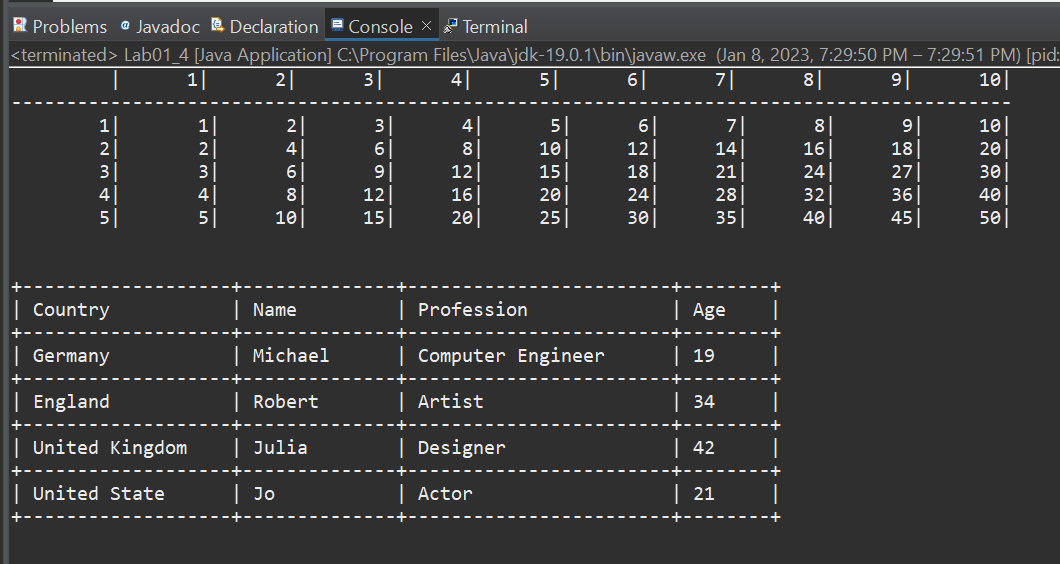 Problems Javadoc Declaration Console Terminal
<terminated> Lab01_4 [Java Application] C:\Program Files\Java\jdk-19.0.1\bin\javaw.exe (Jan 8, 2023, 7:29:50 PM – 7:29:51 PM) [pid:
         |      1|      2|      3|      4|      5|      6|      7|      8|      9|     10|
-------------------------------------------------------------------------------------------
        1|      1|      2|      3|      4|      5|      6|      7|      8|      9|     10|
        2|      2|      4|      6|      8|     10|     12|     14|     16|     18|     20|
        3|      3|      6|      9|     12|     15|     18|     21|     24|     27|     30|
        4|      4|      8|     12|     16|     20|     24|     28|     32|     36|     40|
        5|      5|     10|     15|     20|     25|     30|     35|     40|     45|     50|
+-------------------+--------------+------------------------+--------+
| Country           | Name         | Profession             | Age    |
+-------------------+--------------+------------------------+--------+
| Germany           | Michael      | Computer Engineer      | 19     |
+-------------------+--------------+------------------------+--------+
| England           | Robert       | Artist                 | 34     |
+-------------------+--------------+------------------------+--------+
| United Kingdom    | Julia        | Designer               | 42     |
+-------------------+--------------+------------------------+--------+
| United State      | Jo           | Actor                  | 21     |
+-------------------+--------------+------------------------+--------+